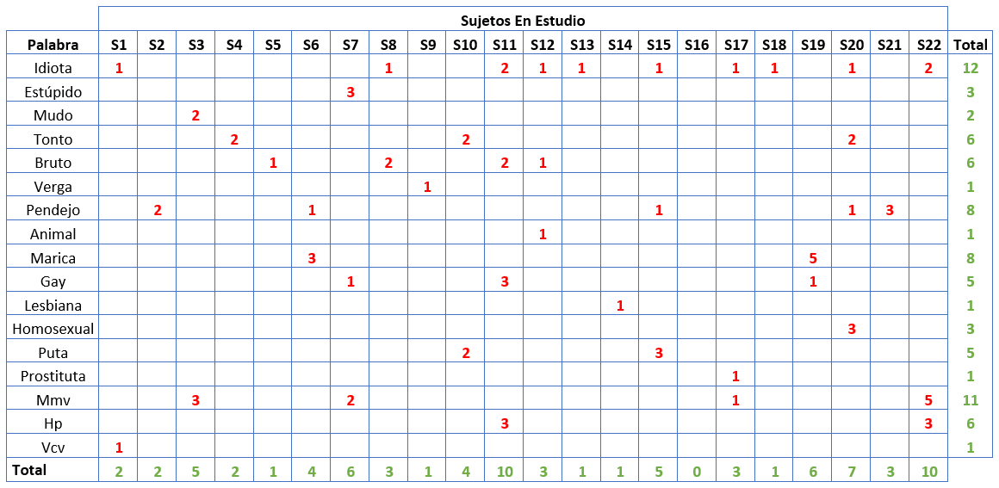 Sujetos En Estudio
Palabra S1 S2 S3 S4 S5 S6 S7 S8 S9 S10 S11 S12 S13 S14 S15 S16 S17 S18 S19 S20 S21 S22 Total
Idiota 1 1 2 1 1 1 1 1 1 2 12
Estúpido 3 3
Mudo 2 2
Tonto 2 2 2 6
Bruto 1 2 2 1 6
Verga 1 1
Pendejo 2 1 1 1 3 8
Animal 1 1
Marica 3 5 8
Gay 1 3 1 5
Lesbiana 1 1
Homosexual 3 3
Puta 2 3 5
Prostituta 1 1
Mmv 3 2 1 5 11
Hp 3 3 6
Vcv 1 1
Total 2 2 5 2 1 4 6 3 1 4 10 3 1 1 5 0 3 1 6 7 3 10